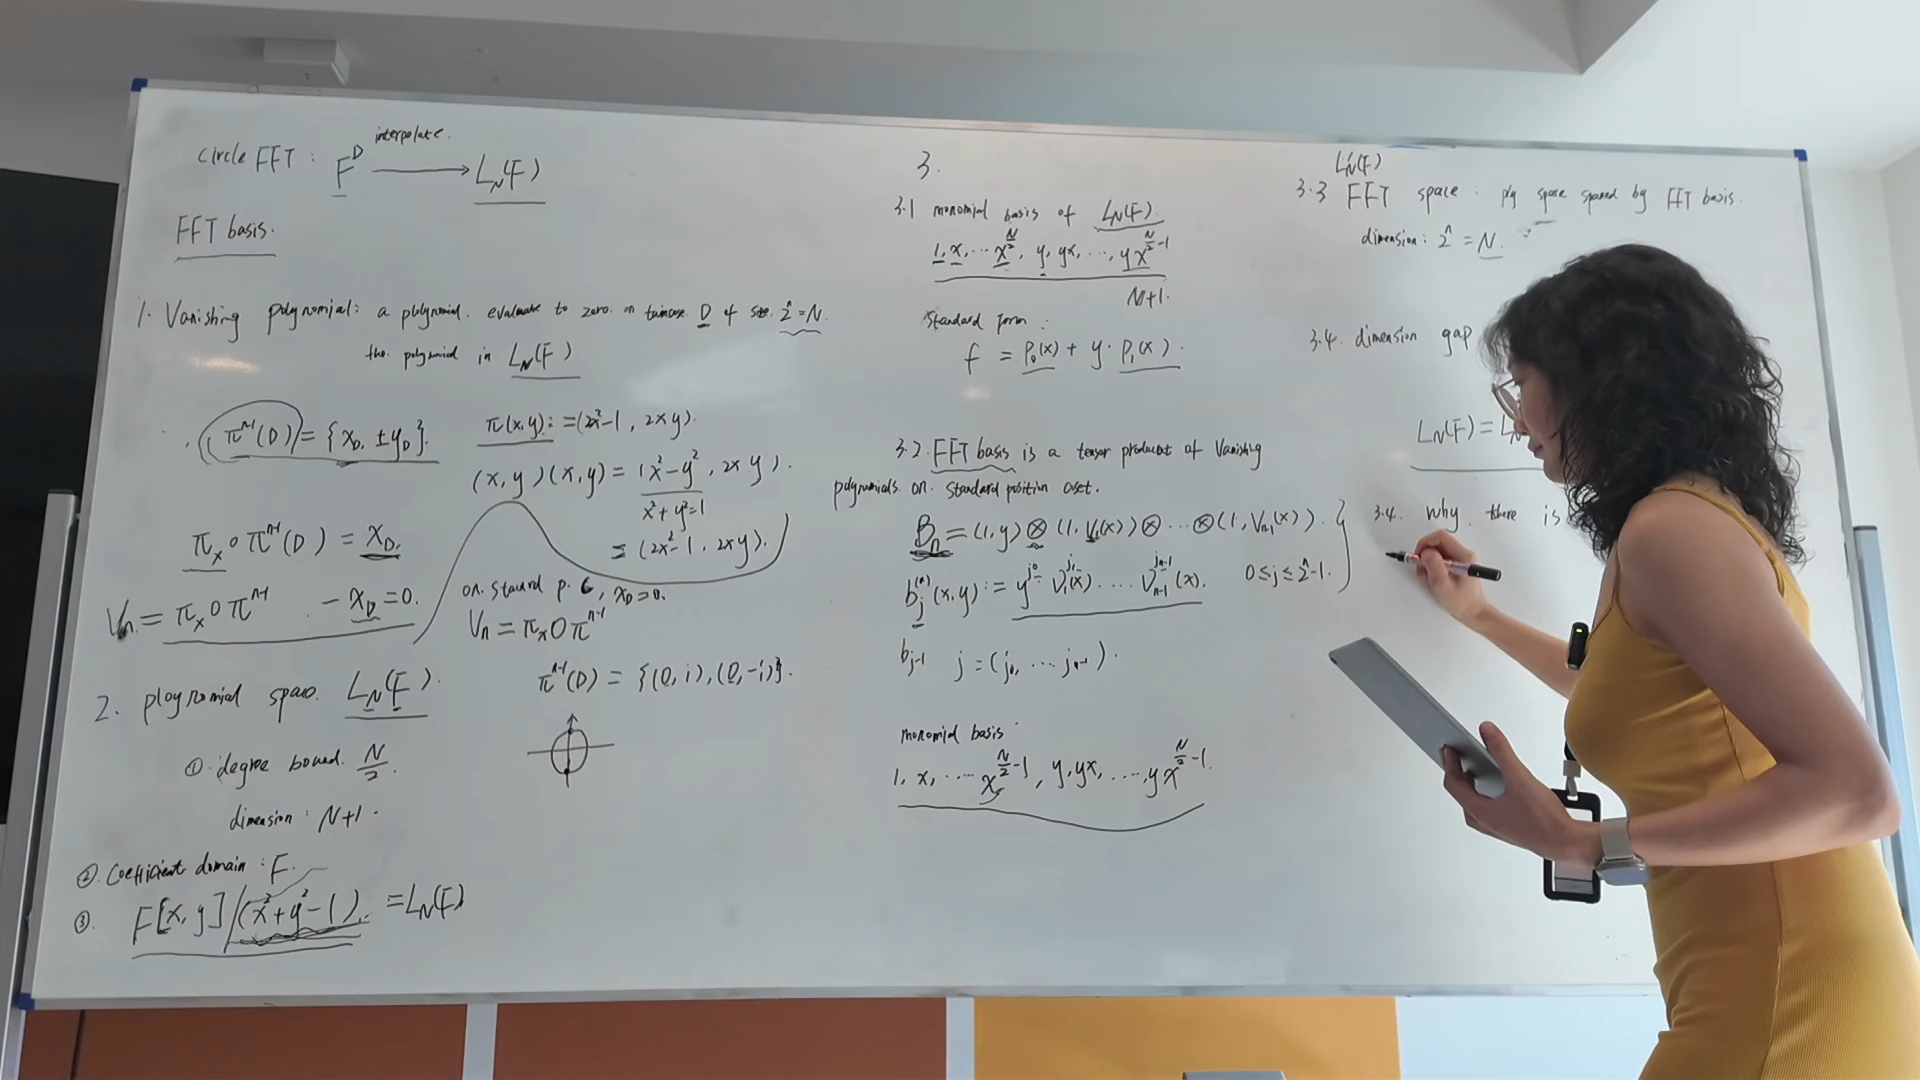 Circle FFT : F^D ⟶ L_N(F)
interpolate.
FFT basis.
1. Vanishing polynomial: a polynomial. evaluate to zero. on D of size. 2^n = N.
the polynomial in L_N(F)
(π^{n-1}(D) = {x_D, ±y_D}.
π(x,y) := (2x²-1, 2xy).
(x,y)(x,y) = (x²-y², 2xy).
x²+y²=1
= (2x²-1, 2xy).
π_x ∘ π^{n-1}(D) = x_D.
V_n = π_x ∘ π^{n-1} - x_D = 0.
on. p. x_D = 0.
V_n = π_x ∘ π^{n-1}
π^{n-1}(D) = {(0, i), (0, -i)}.
2. ploynomial space. L_N(F).
①. degree bound. N/2.
dimension: N+1.
②. Coefficient domain: F.
③. F[x,y]/(x²+y²-1). = L_N(F)
3.
3.1 monomial basis of L_N(F).
1, x, ... x^{N/2}, y, yx, ..., yx^{N/2-1}
N+1.
Standard form:
f = P_0(x) + y · P_1(x).
3.2. FFT basis is a tensor product of Vanishing
polynomials. on. Standard position coset.
B_n = (1,y) ⊗ (1, V_1(x)) ⊗ ... ⊗ (1, V_{n-1}(x)).
b_j^{(n)}(x,y) := y^{j_0} V_1^{j_1}(x) .... V_{n-1}^{j_{n-1}}(x). 0≤j≤2^n-1.
b_{j-1} j = (j_0, ... j_{n-1}).
monomial basis
1, x, .... x^{N/2-1}, y, yx, ...., yx^{N/2-1}.
L_N'(F)
3.3 FFT space: ply space spaned by FFT basis.
dimension: 2^n = N.
3.4. dimension gap
L_N(F) = L_N
3.4. why there is